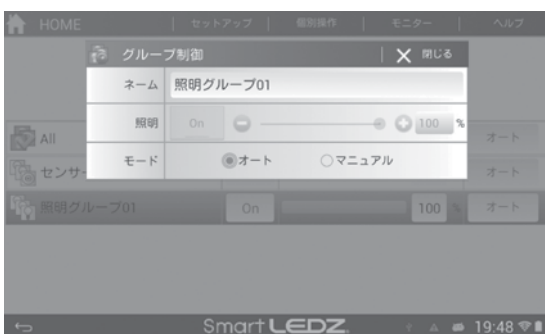 HOME セットアップ 個別操作 モニター ヘルプ
グループ制御 閉じる
ネーム 照明グループ01
照明 On 100 %
モード オート マニュアル
All オート
センサー オート
照明グループ01 On 100 % オート
Smart LEDZ. 19:48